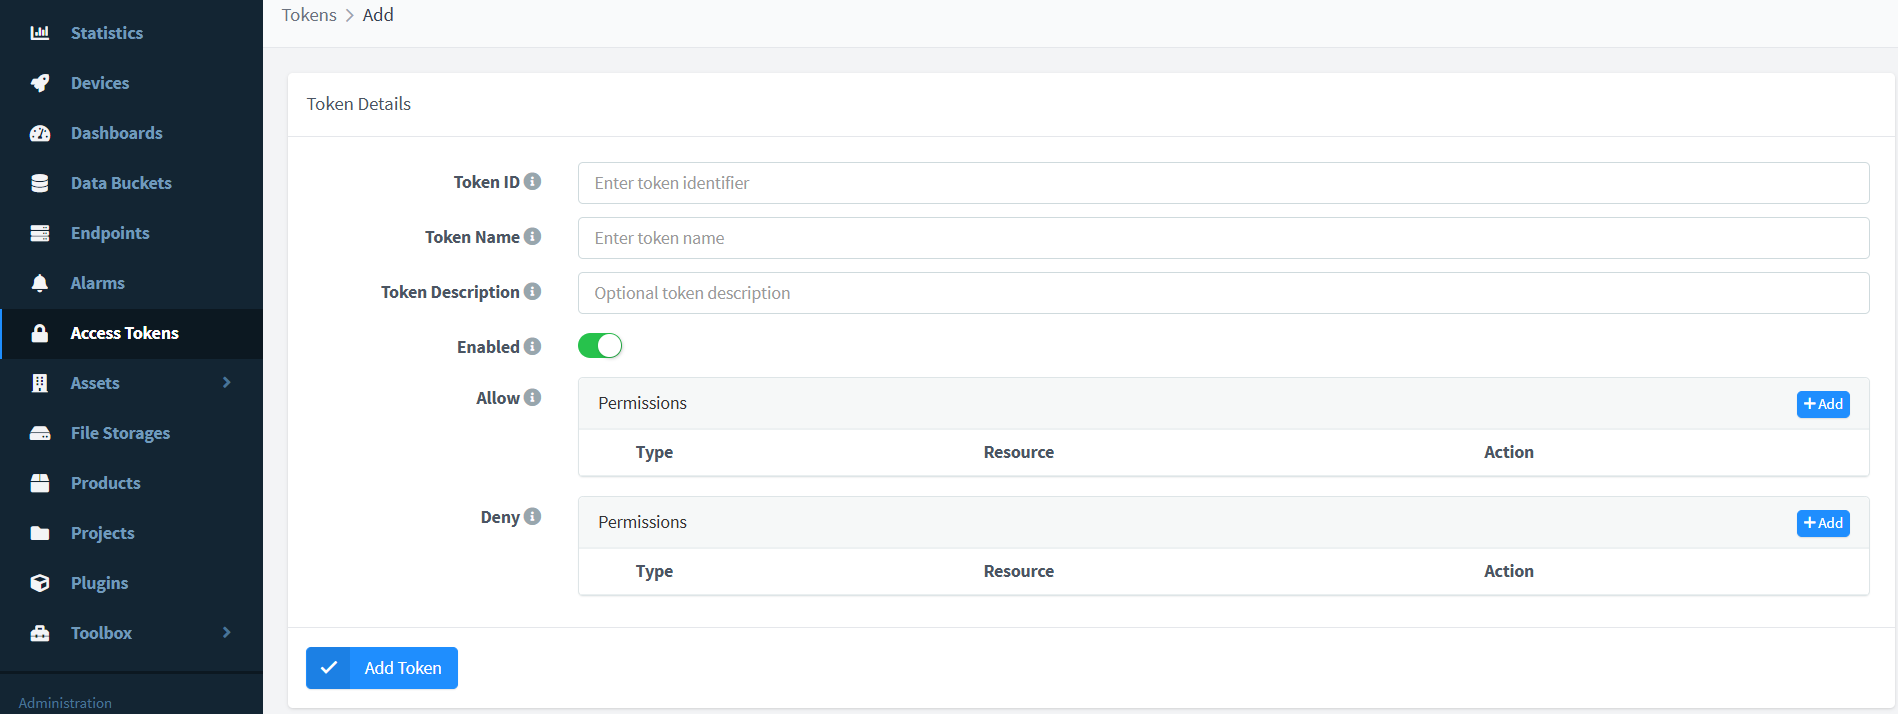 Statistics
Devices
Dashboards
Data Buckets
Endpoints
Alarms
Access Tokens
Assets
File Storages
Products
Projects
Plugins
Toolbox
Administration
Tokens > Add
Token Details
Token ID
Enter token identifier
Token Name
Enter token name
Token Description
Optional token description
Enabled
Allow
Permissions
+ Add
Type Resource Action
Deny
Permissions
+ Add
Type Resource Action
Add Token